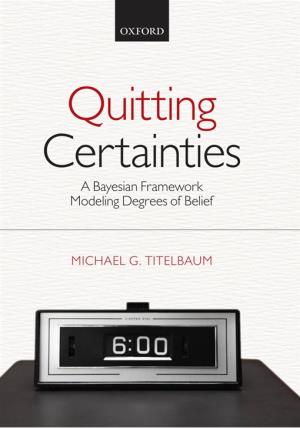 OXFORD
Quitting
Certainties
A Bayesian Framework
Modeling Degrees of Belief
MICHAEL G. TITELBAUM
6:00